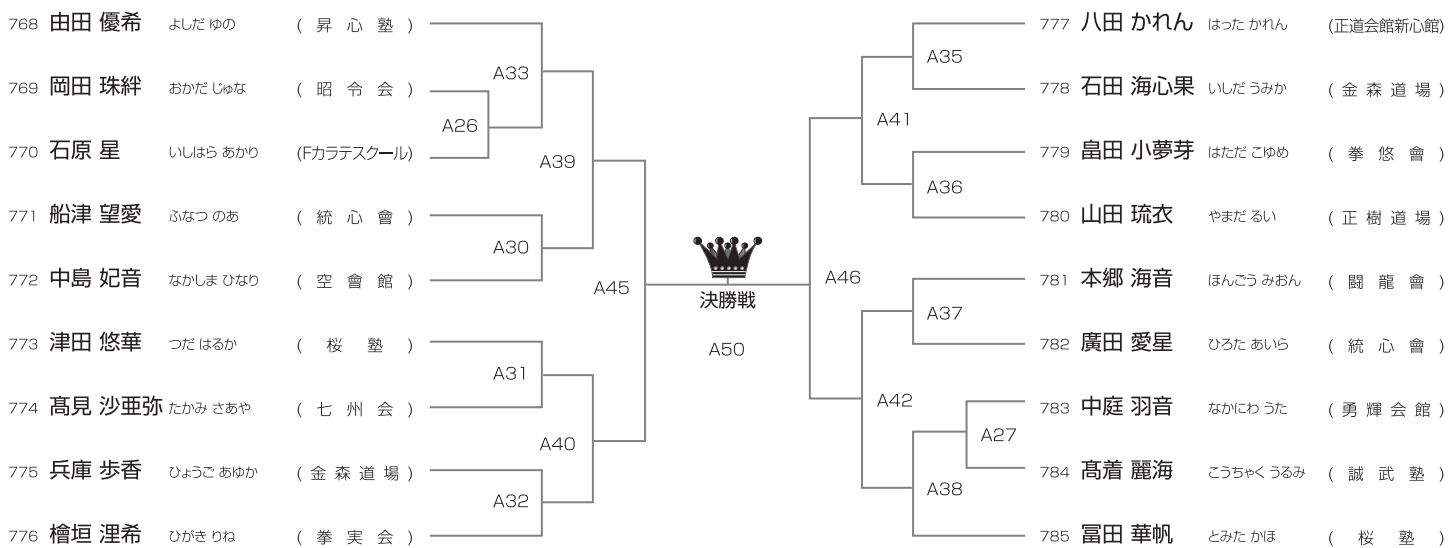 768 由田 優希 よしだ ゆの ( 昇 心 塾 )
A33
769 岡田 珠絆 おかだ じゅな ( 昭 令 会 )
A26
770 石原 星 いしはら あかり (Fカラテスクール)
A39
771 船津 望愛 ふなつ のあ ( 統 心 會 )
A30
772 中島 妃音 なかしま ひなり ( 空 會 館 )
A45
773 津田 悠華 つだ はるか ( 桜 塾 )
A31
774 髙見 沙亜弥 たかみ さあや ( 七 州 会 )
A40
775 兵庫 歩香 ひょうご あゆか ( 金 森 道 場 )
A32
776 檜垣 浬希 ひがき りね ( 拳 実 会 )
決勝戦
A50
777 八田 かれん はった かれん (正道会館新心館)
A35
778 石田 海心果 いしだ うみか ( 金 森 道 場 )
A41
779 畠田 小夢芽 はただ こゆめ ( 拳 悠 會 )
A36
780 山田 琉衣 やまだ るい ( 正 樹 道 場 )
A46
781 本郷 海音 ほんごう みおん ( 闘 龍 會 )
A37
782 廣田 愛星 ひろた あいら ( 統 心 會 )
A42
783 中庭 羽音 なかにわ うた ( 勇 輝 会 館 )
A27
784 髙着 麗海 こうちゃく うるみ ( 誠 武 塾 )
A38
785 冨田 華帆 とみた かほ ( 桜 塾 )